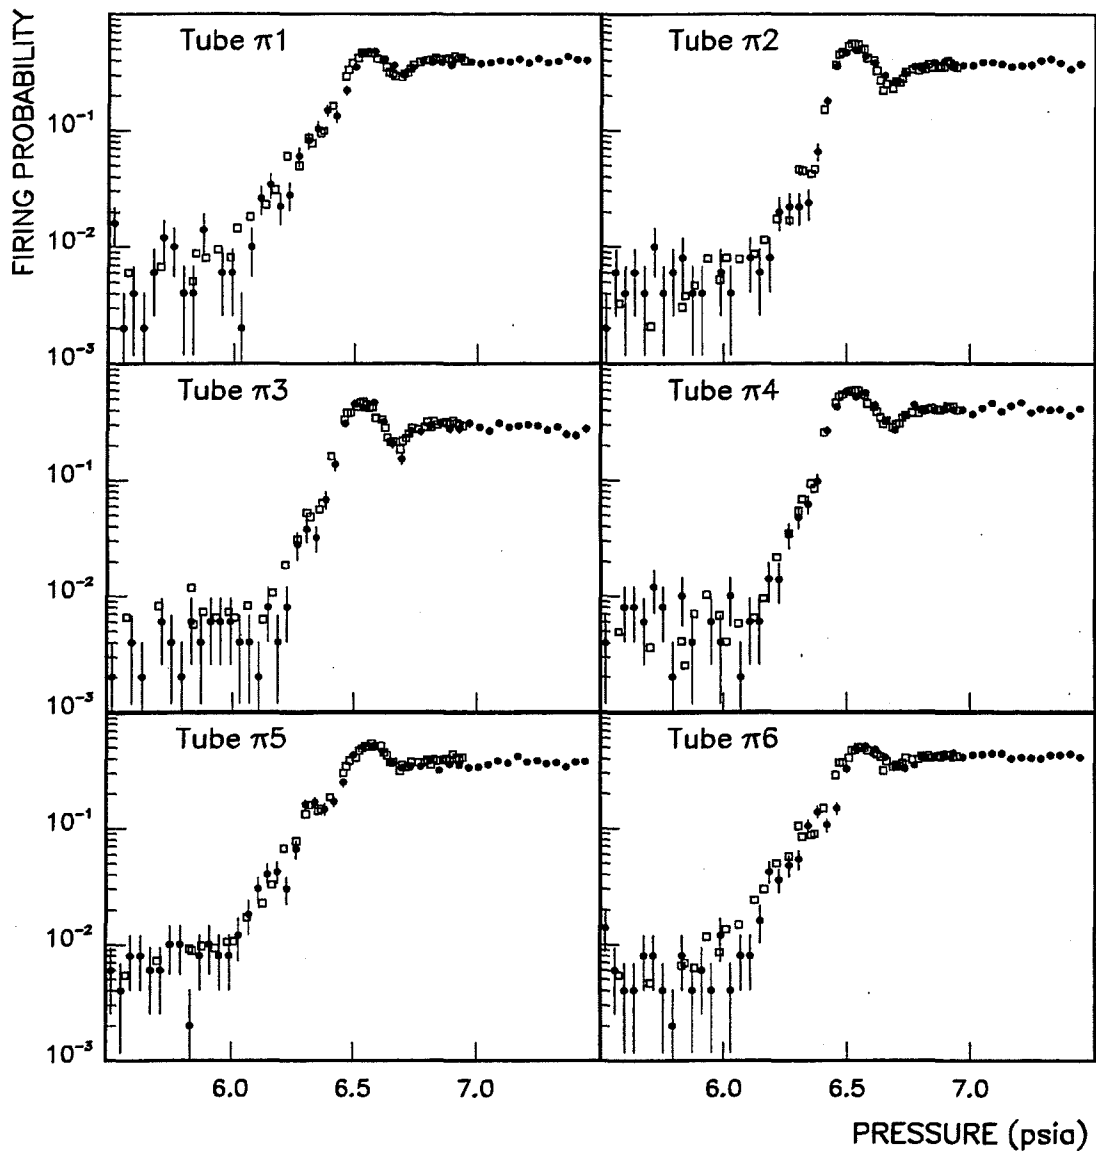 FIRING PROBABILITY
Tube π1
Tube π2
10⁻¹
10⁻²
10⁻³
Tube π3
Tube π4
10⁻¹
10⁻²
10⁻³
Tube π5
Tube π6
10⁻¹
10⁻²
10⁻³
6.0 6.5 7.0 6.0 6.5 7.0
PRESSURE (psia)